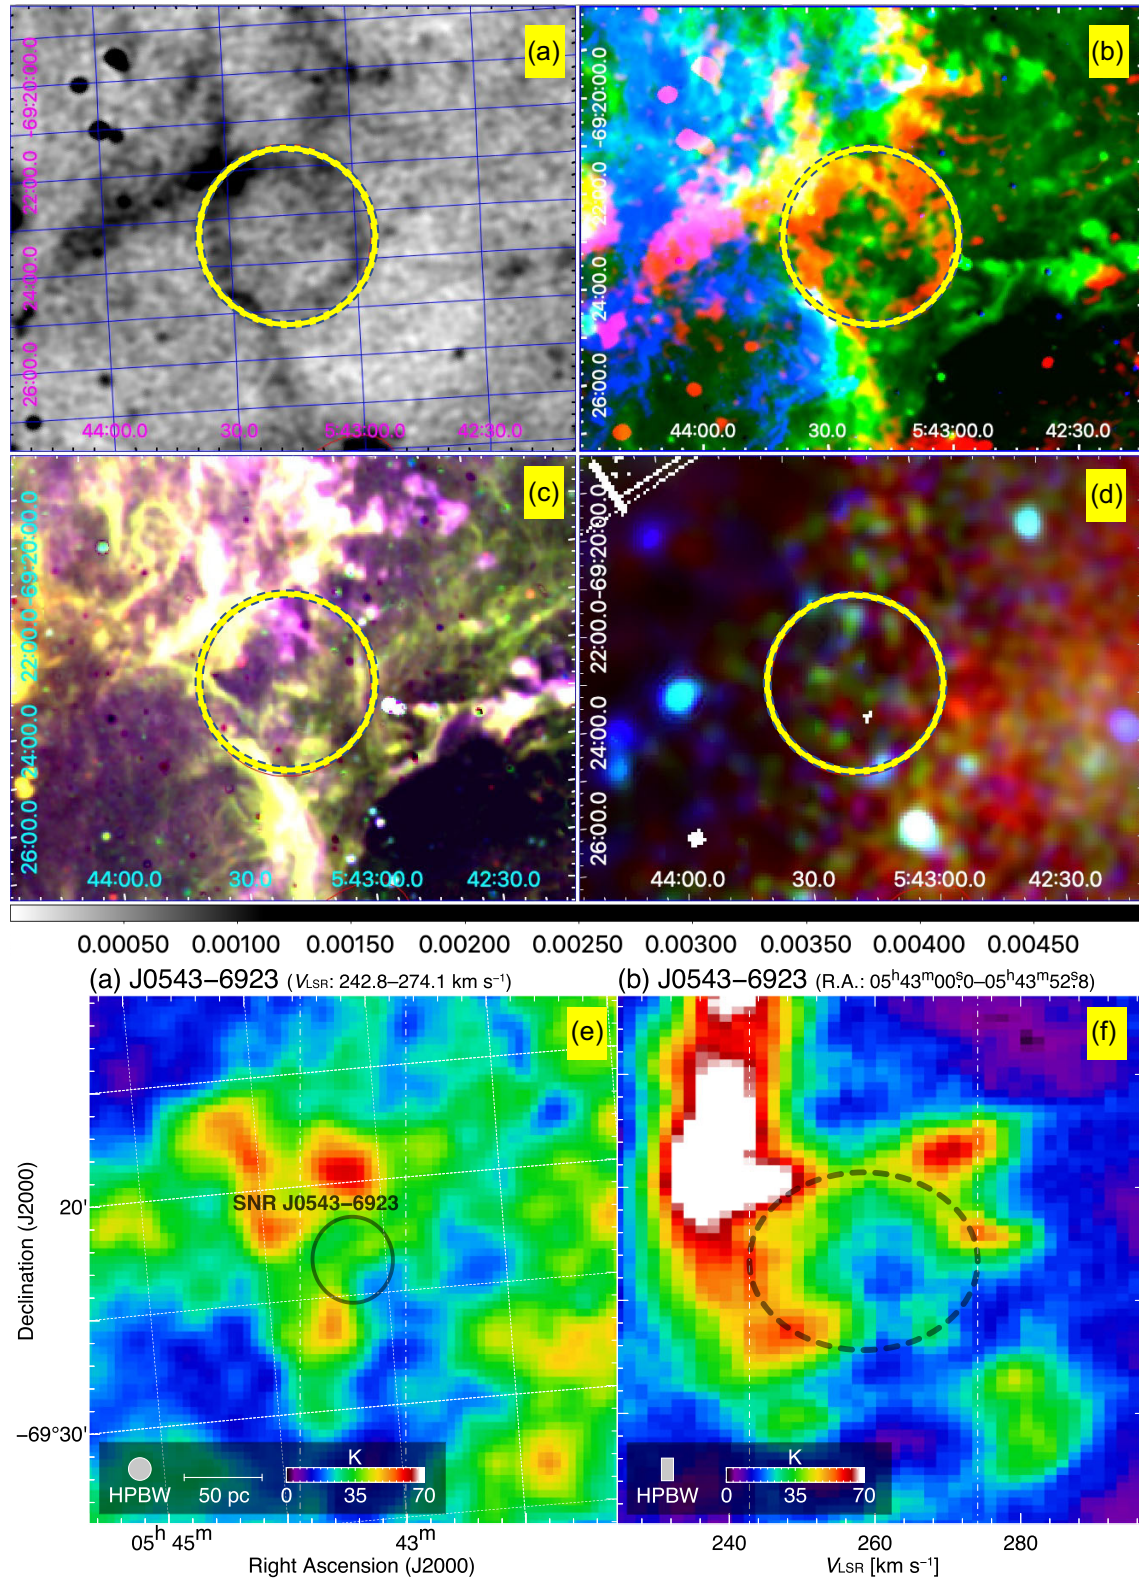 (a)
-69:20:00.0
22:00.0
24:00.0
26:00.0
44:00.0 30.0 5:43:00.0 42:30.0
(b)
-69:20:00.0
22:00.0
24:00.0
26:00.0
44:00.0 30.0 5:43:00.0 42:30.0
(c)
-69:20:00.0
22:00.0
24:00.0
26:00.0
44:00.0 30.0 5:43:00.0 42:30.0
(d)
-69:20:00.0
22:00.0
24:00.0
26:00.0
44:00.0 30.0 5:43:00.0 42:30.0
0.00050 0.00100 0.00150 0.00200 0.00250 0.00300 0.00350 0.00400 0.00450
(a) J0543−6923 (VLSR: 242.8−274.1 km s⁻¹)
(e)
Declination (J2000)
20'
−69°30'
SNR J0543−6923
HPBW
50 pc
K
0 35 70
05ʰ 45ᵐ 43ᵐ
Right Ascension (J2000)
(b) J0543−6923 (R.A.: 05ʰ43ᵐ00ˢ.0−05ʰ43ᵐ52ˢ.8)
(f)
HPBW
K
0 35 70
240 260 280
VLSR [km s⁻¹]